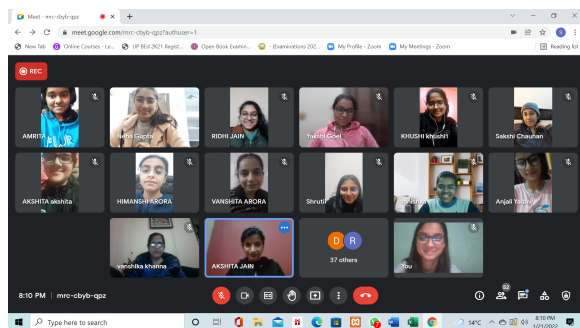 Meet - mrc-cbyb-qpz
meet.google.com/mrc-cbyb-qpz?authuser=1
New Tab Online Courses - Le... UP BEd 2K21 Regist... Open Book Examin... - (Examinations 202... My Profile - Zoom My Meetings - Zoom Reading list
REC
AMRITA Neha Gupta RIDHI JAIN Yakshi Goel KHUSHI khushi1 Sakshi Chauhan
AKSHITA akshita HIMANSHI ARORA VANSHITA ARORA Shruti Anjali Yadav
vanshika khanna AKSHITA JAIN D R 37 others You
8:10 PM | mrc-cbyb-qpz 52
Type here to search 14°C 8:10 PM
1/21/2022